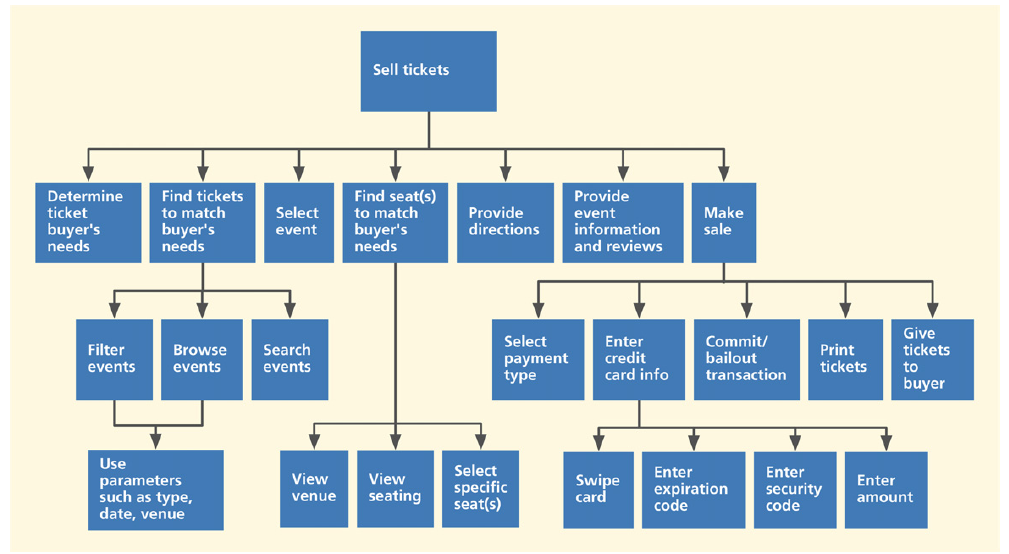 Sell tickets
Determine
ticket
buyer's
needs
Find tickets
to match
buyer's
needs
Select
event
Find seat(s)
to match
buyer's
needs
Provide
directions
Provide
event
information
and reviews
Make
sale
Filter
events
Browse
events
Search
events
Select
payment
type
Enter
credit
card info
Commit/
bailout
transaction
Print
tickets
Give
tickets
to
buyer
Use
parameters
such as type,
date, venue
View
venue
View
seating
Select
specific
seat(s)
Swipe
card
Enter
expiration
code
Enter
security
code
Enter
amount